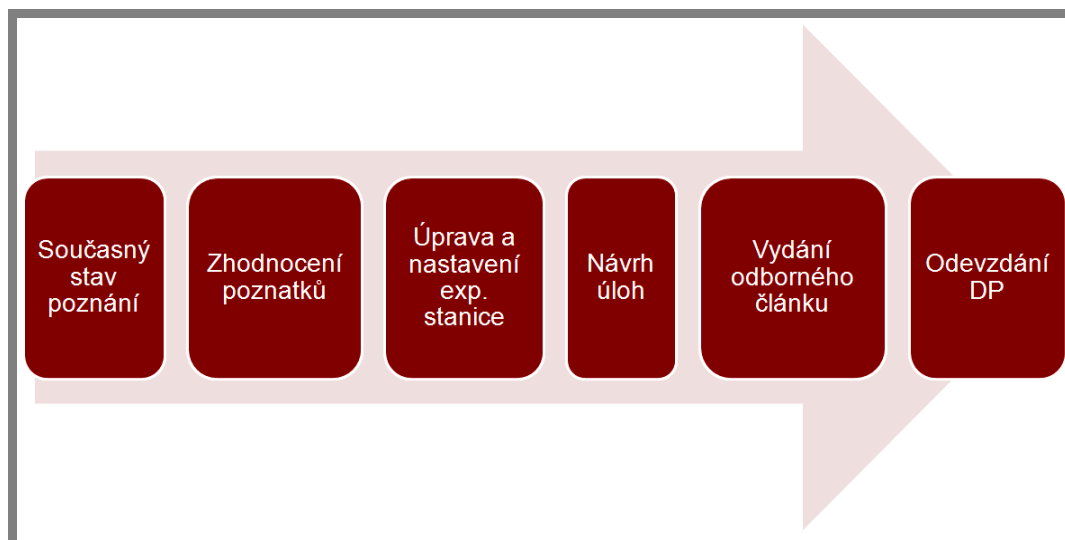 Současný
stav
poznání
Zhodnocení
poznatků
Úprava a
nastavení
exp.
stanice
Návrh
úloh
Vydání
odborného
článku
Odevzdání
DP